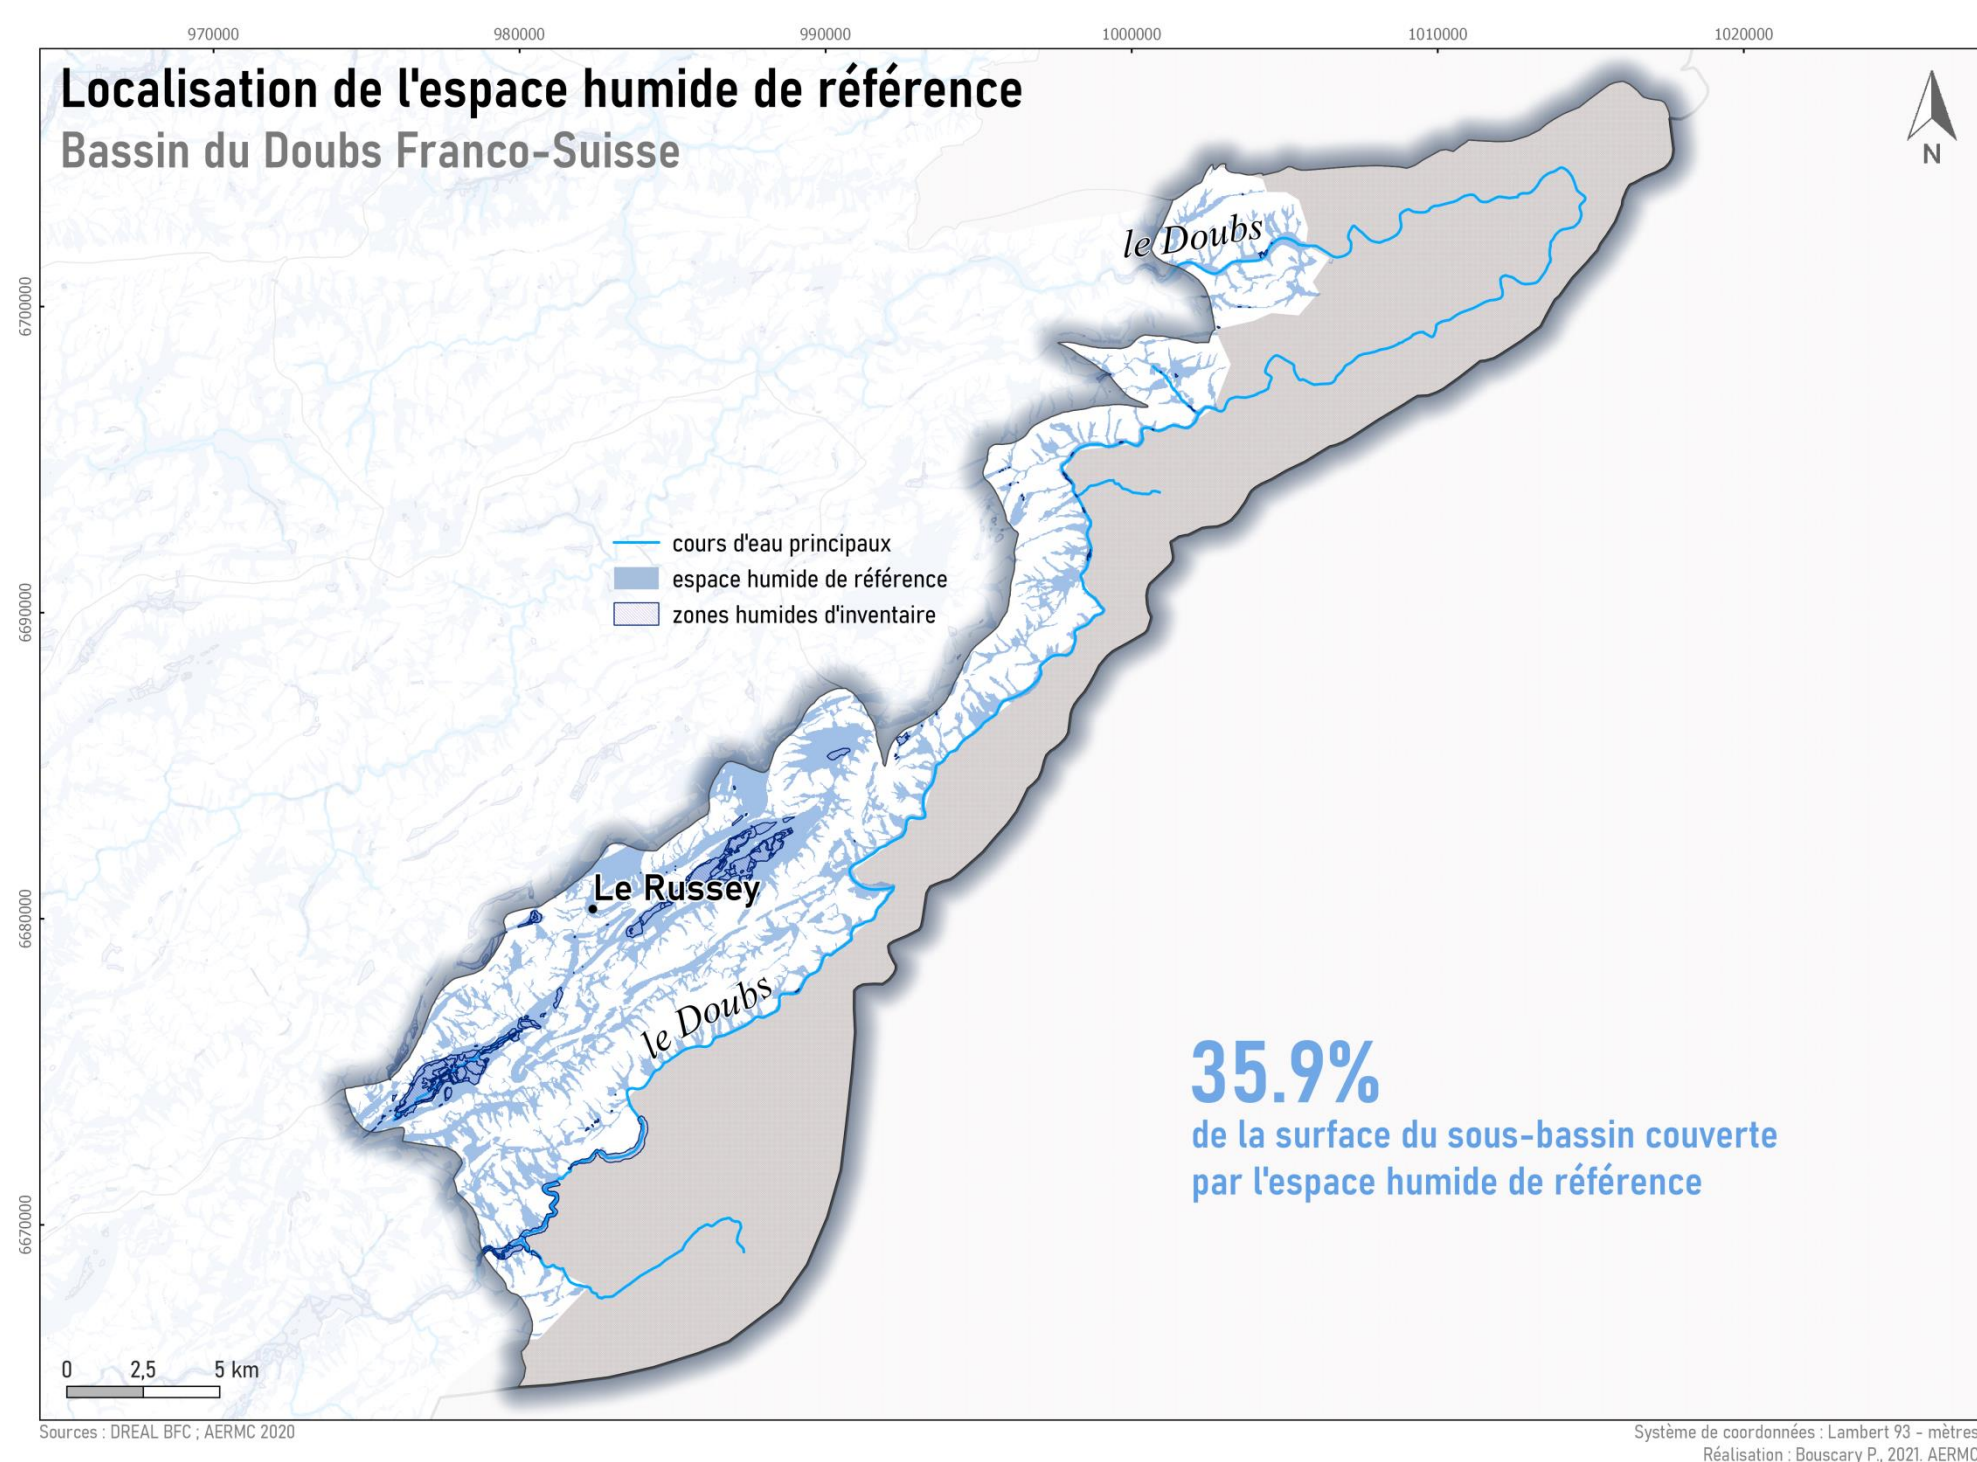 970000 980000 990000 1000000 1010000 1020000
Localisation de l'espace humide de référence
Bassin du Doubs Franco-Suisse
N
le Doubs
6700000
cours d'eau principaux
espace humide de référence
zones humides d'inventaire
6690000
Le Russey
6680000
le Doubs
35.9%
de la surface du sous-bassin couverte
par l'espace humide de référence
6670000
0 2,5 5 km
Sources : DREAL BFC ; AERMC 2020
Système de coordonnées : Lambert 93 - mètres
Réalisation : Bouscary P., 2021. AERMC